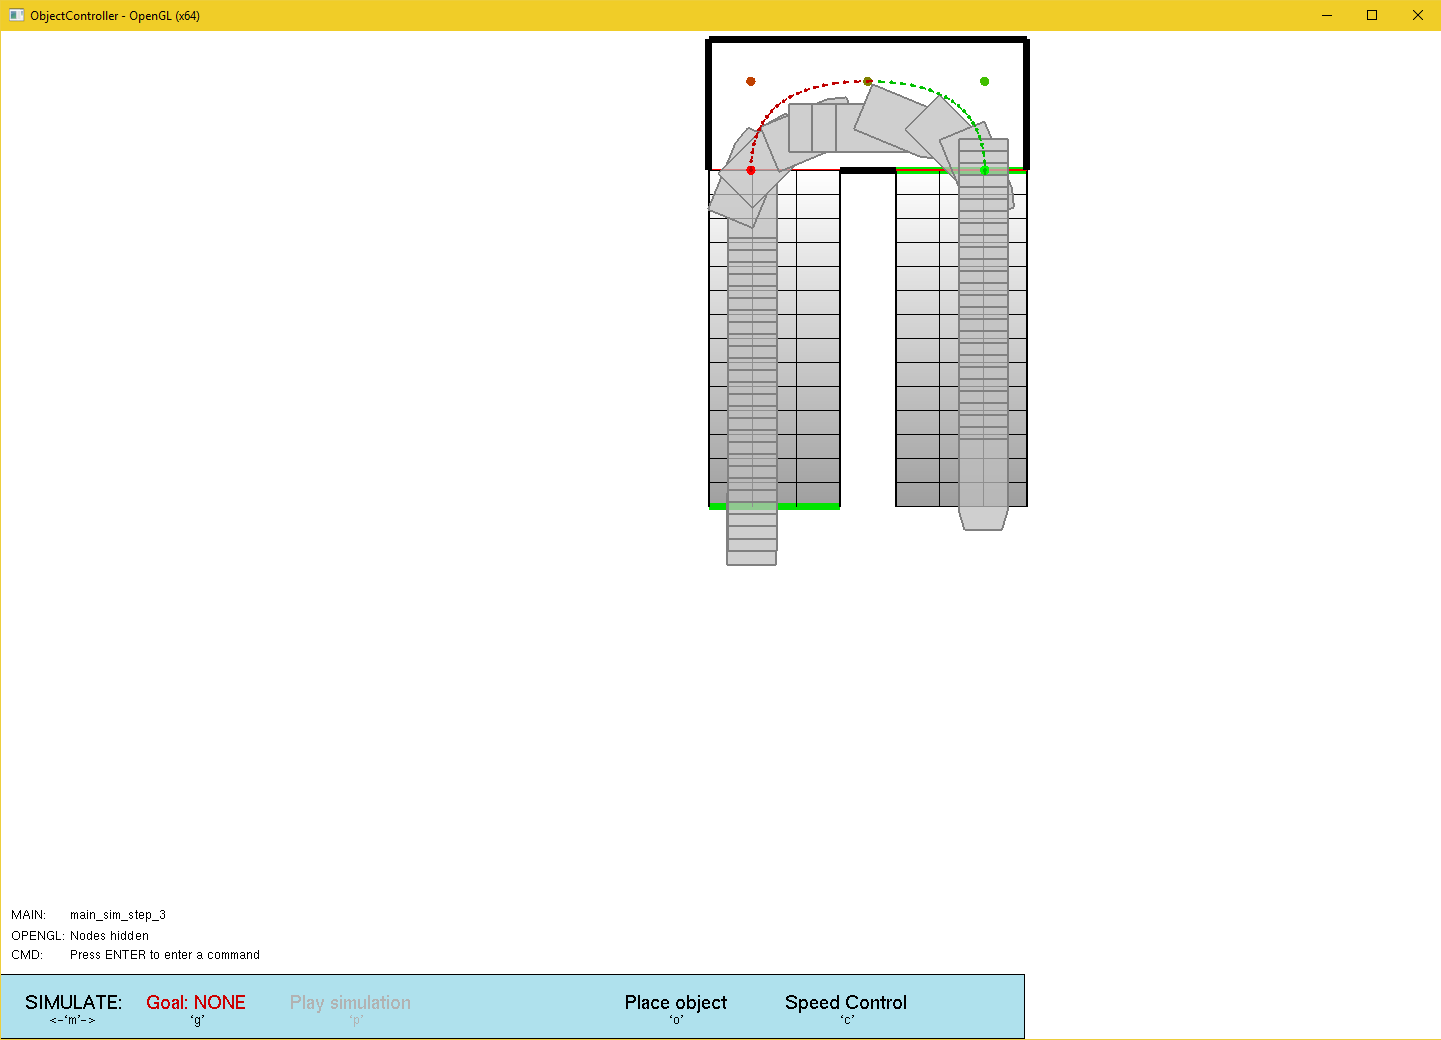 ObjectController - OpenGL (x64)
MAIN: main_sim_step_3
OPENGL: Nodes hidden
CMD: Press ENTER to enter a command
SIMULATE: Goal: NONE Play simulation Place object Speed Control
<-'m'-> 'g' 'p' 'o' 'c'